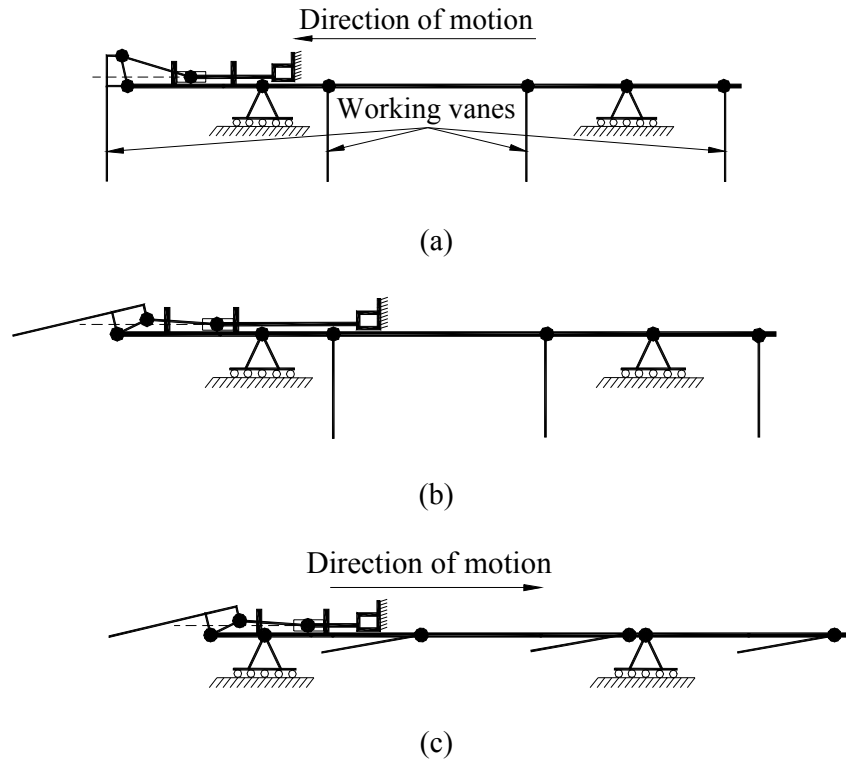 Direction of motion
Working vanes
(a)
(b)
Direction of motion
(c)